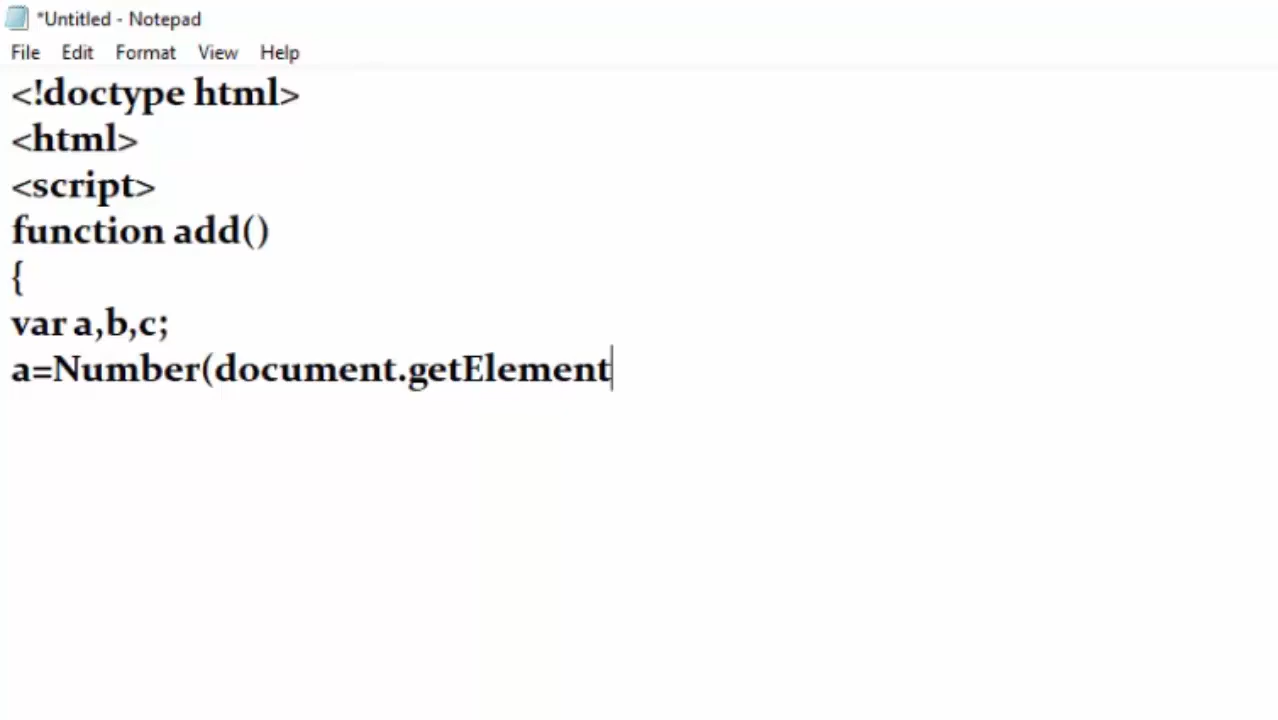 *Untitled - Notepad
File Edit Format View Help
<!doctype html>
<html>
<script>
function add()
{
var a,b,c;
a=Number(document.getElement